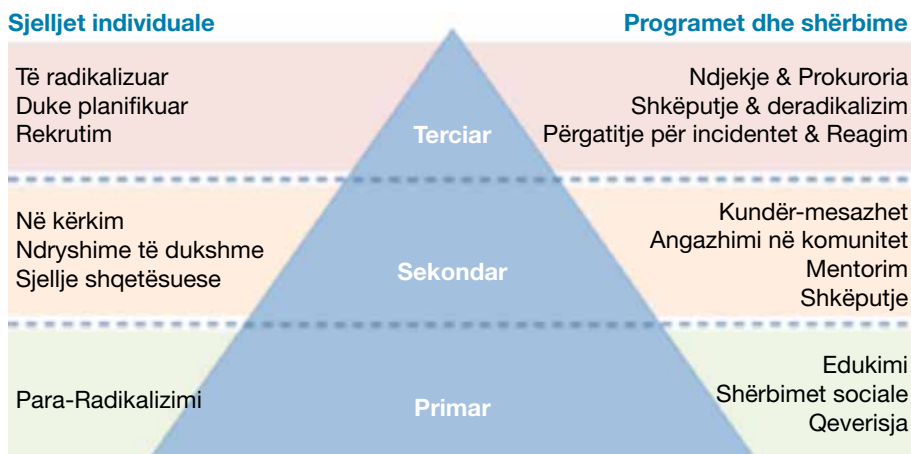 Sjelljet individuale
Programet dhe shërbime
Të radikalizuar
Duke planifikuar
Rekrutim
Terciar
Ndjekje & Prokuroria
Shkëputje & deradikalizim
Përgatitje për incidentet & Reagim
Në kërkim
Ndryshime të dukshme
Sjellje shqetësuese
Sekondar
Kundër-mesazhet
Angazhimi në komunitet
Mentorim
Shkëputje
Para-Radikalizimi
Primar
Edukimi
Shërbimet sociale
Qeverisja